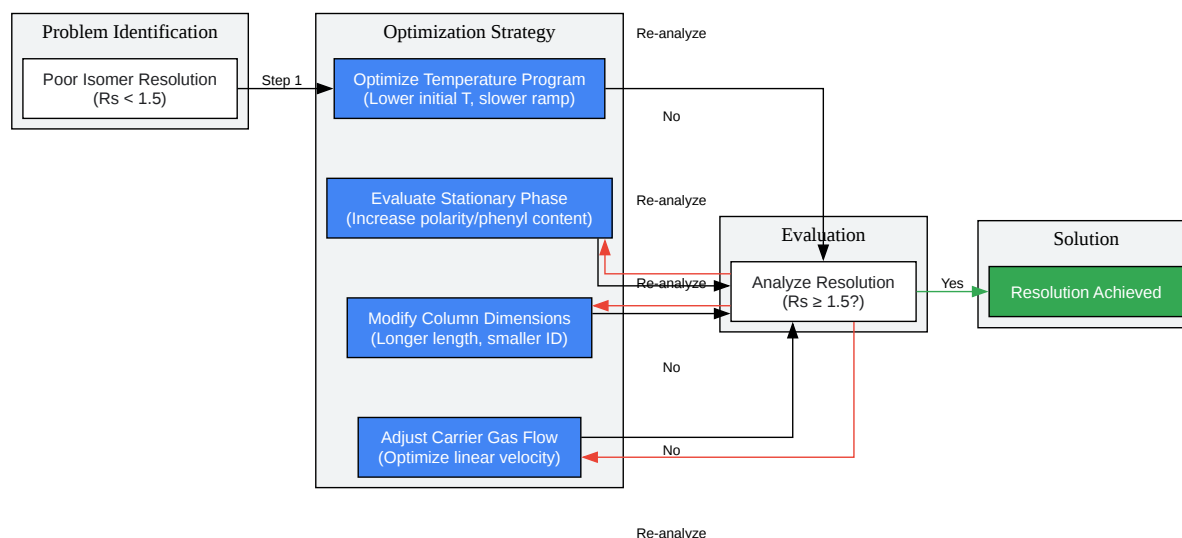 Problem Identification
Poor Isomer Resolution
(Rs < 1.5)
Step 1
Optimization Strategy
Optimize Temperature Program
(Lower initial T, slower ramp)
Evaluate Stationary Phase
(Increase polarity/phenyl content)
Modify Column Dimensions
(Longer length, smaller ID)
Adjust Carrier Gas Flow
(Optimize linear velocity)
Re-analyze
No
Re-analyze
Re-analyze
No
No
Re-analyze
Evaluation
Analyze Resolution
(Rs ≥ 1.5?)
Yes
Solution
Resolution Achieved